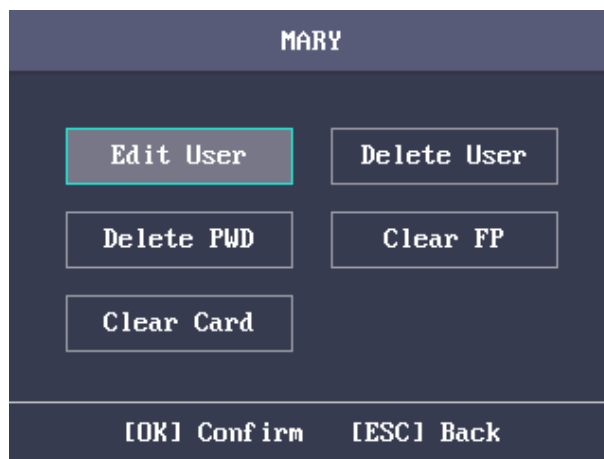 MARY
Edit User Delete User
Delete PWD Clear FP
Clear Card
[OK] Confirm [ESC] Back